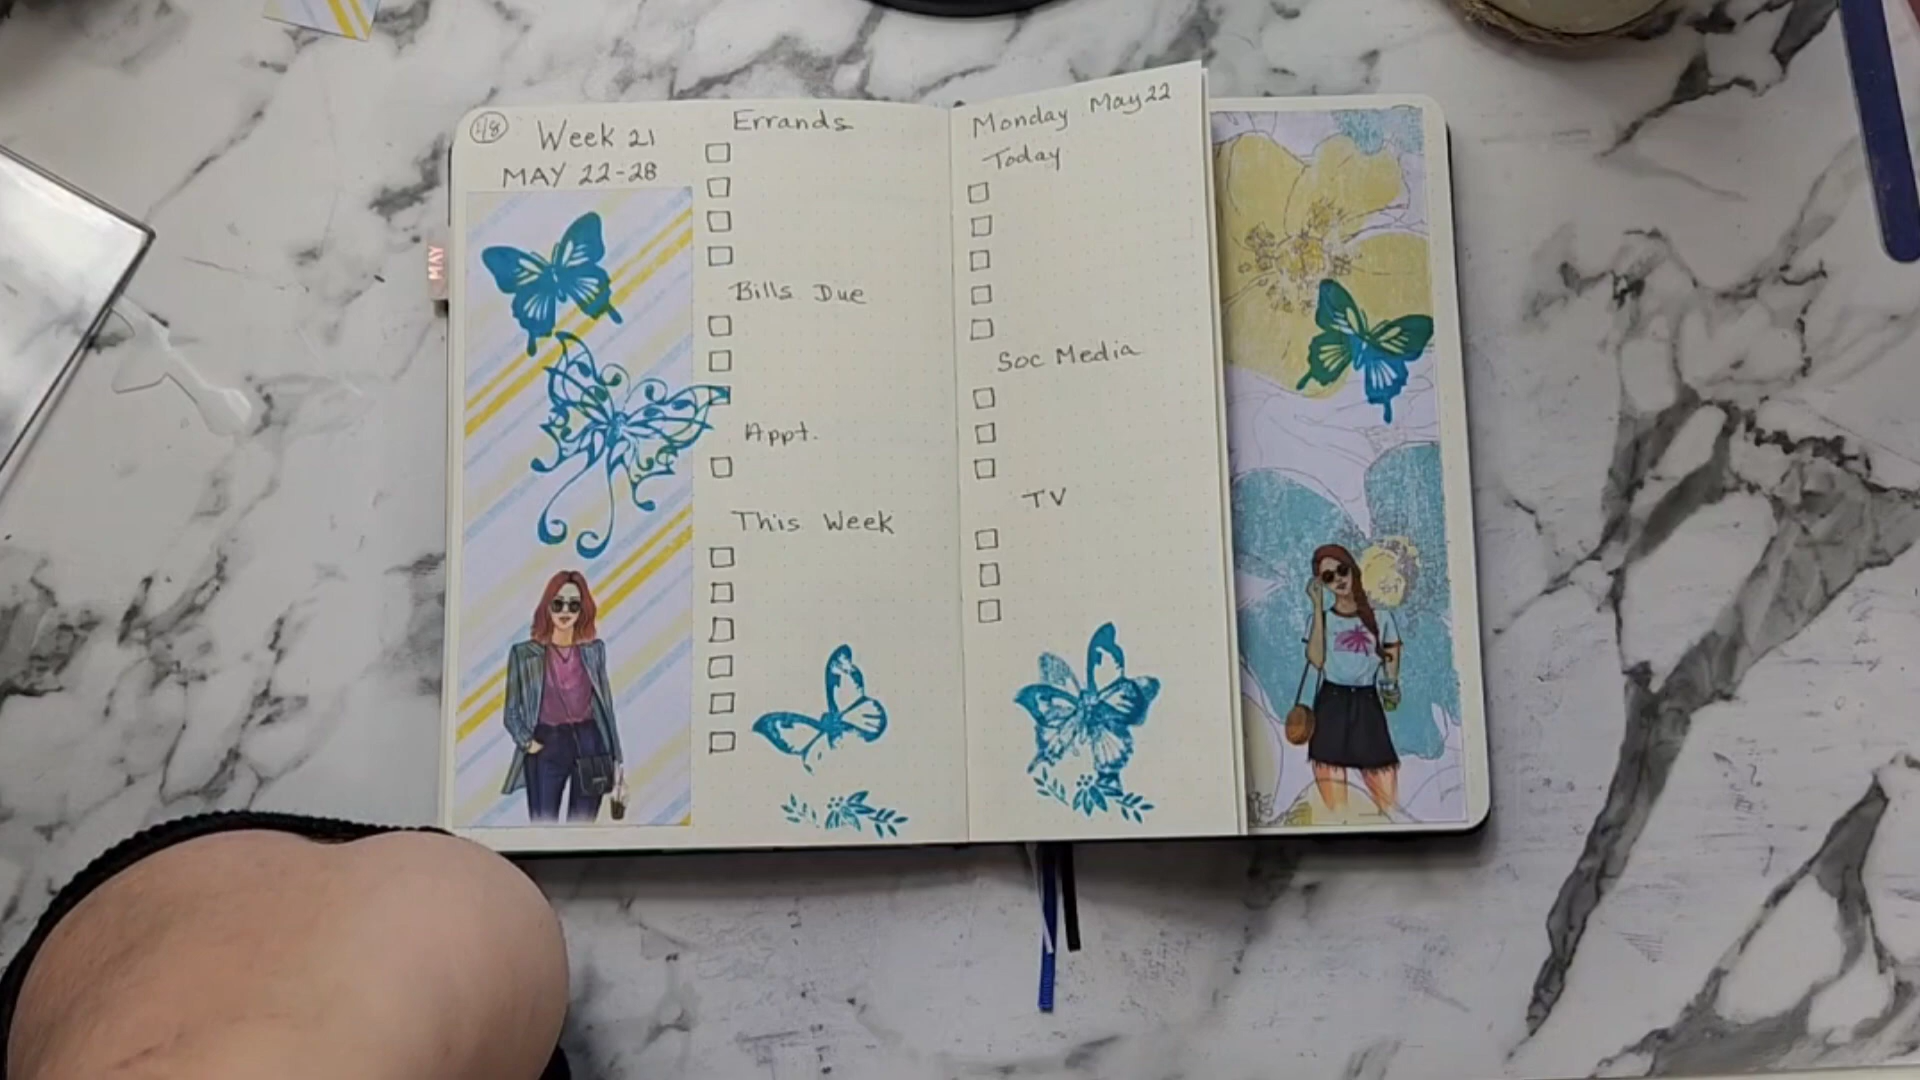 Week 21
MAY 22-28
MAY
Errands
Bills Due
Appt.
This Week
Monday May 22
Today
Soc Media
TV